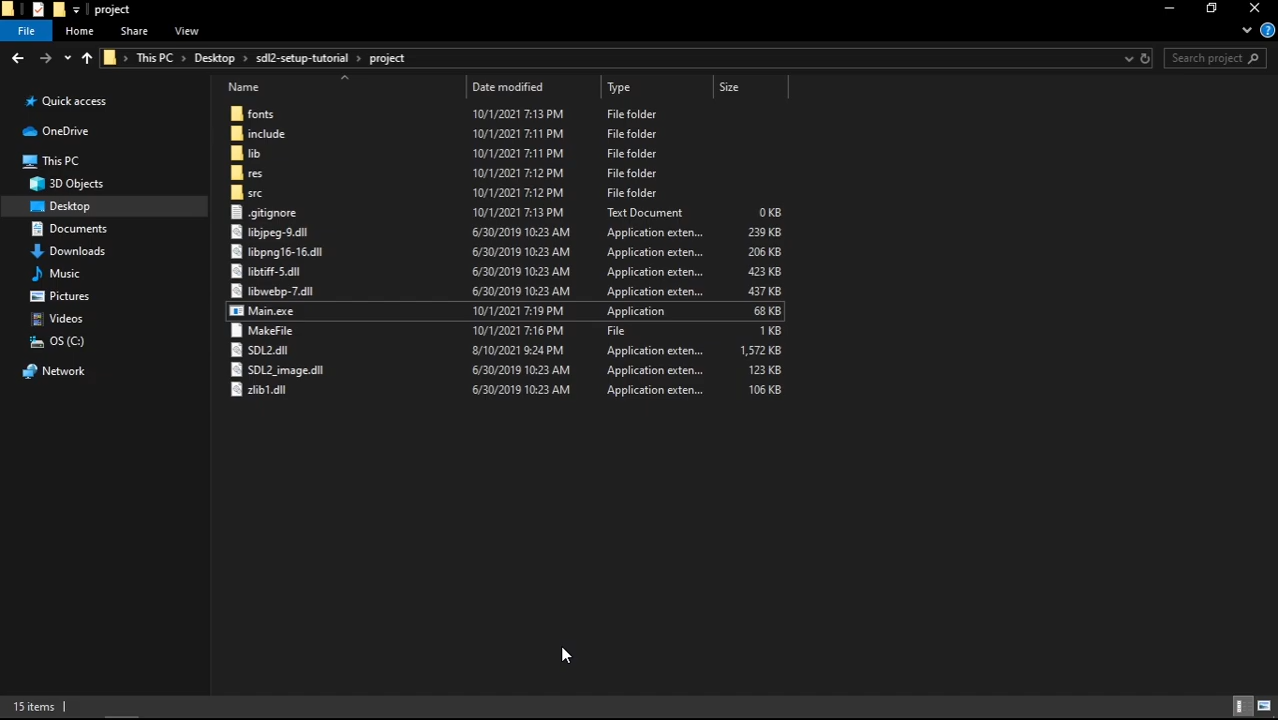 project
File Home Share View
This PC Desktop sdl2-setup-tutorial project Search project
Name Date modified Type Size
Quick access
OneDrive
This PC
3D Objects
Desktop
Documents
Downloads
Music
Pictures
Videos
OS (C:)
Network
fonts 10/1/2021 7:13 PM File folder
include 10/1/2021 7:11 PM File folder
lib 10/1/2021 7:11 PM File folder
res 10/1/2021 7:12 PM File folder
src 10/1/2021 7:12 PM File folder
.gitignore 10/1/2021 7:13 PM Text Document 0 KB
libjpeg-9.dll 6/30/2019 10:23 AM Application exten... 239 KB
libpng16-16.dll 6/30/2019 10:23 AM Application exten... 206 KB
libtiff-5.dll 6/30/2019 10:23 AM Application exten... 423 KB
libwebp-7.dll 6/30/2019 10:23 AM Application exten... 437 KB
Main.exe 10/1/2021 7:19 PM Application 68 KB
MakeFile 10/1/2021 7:16 PM File 1 KB
SDL2.dll 8/10/2021 9:24 PM Application exten... 1,572 KB
SDL2_image.dll 6/30/2019 10:23 AM Application exten... 123 KB
zlib1.dll 6/30/2019 10:23 AM Application exten... 106 KB
15 items